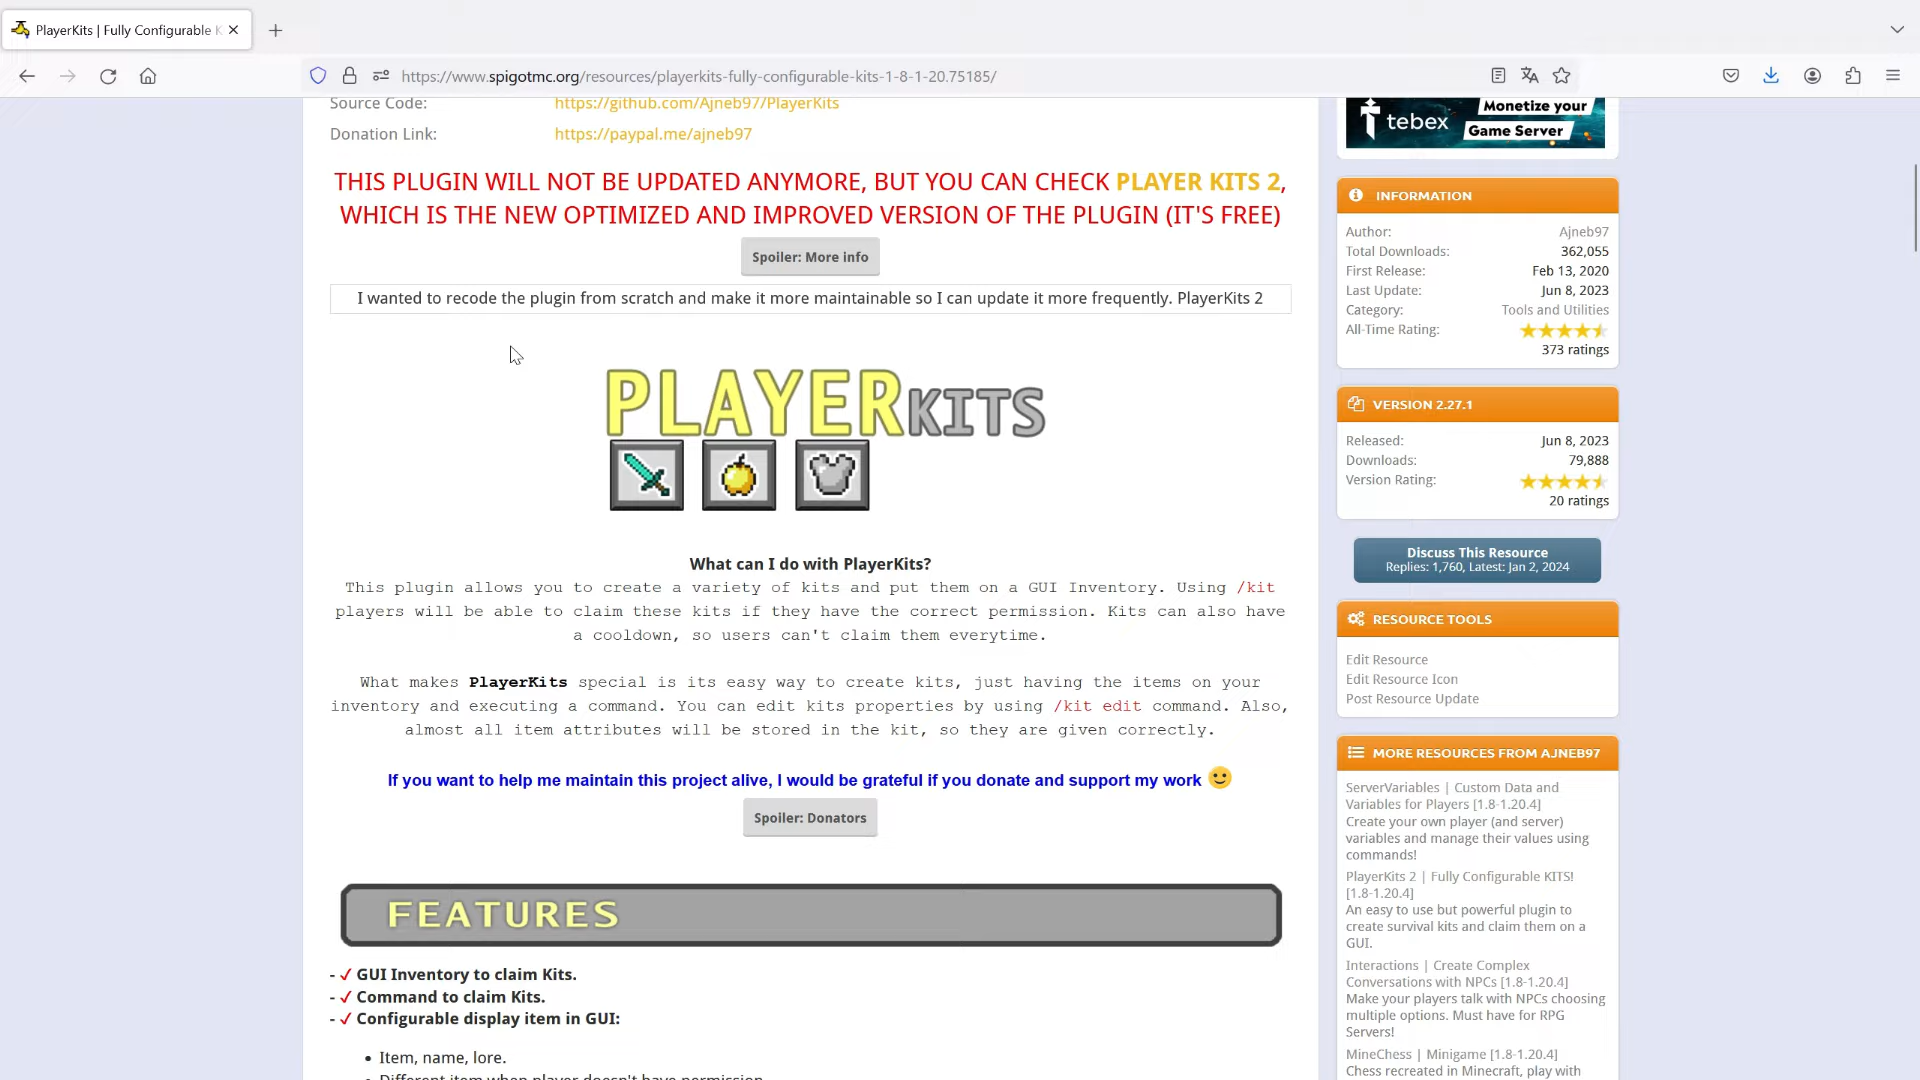 PlayerKits | Fully Configurable K
https://www.spigotmc.org/resources/playerkits-fully-configurable-kits-1-8-1-20.75185/
Source Code: https://github.com/Ajneb97/PlayerKits
Donation Link: https://paypal.me/ajneb97
THIS PLUGIN WILL NOT BE UPDATED ANYMORE, BUT YOU CAN CHECK PLAYER KITS 2,
WHICH IS THE NEW OPTIMIZED AND IMPROVED VERSION OF THE PLUGIN (IT'S FREE)
Spoiler: More info
I wanted to recode the plugin from scratch and make it more maintainable so I can update it more frequently. PlayerKits 2
PLAYER KITS
What can I do with PlayerKits?
This plugin allows you to create a variety of kits and put them on a GUI Inventory. Using /kit
players will be able to claim these kits if they have the correct permission. Kits can also have
a cooldown, so users can't claim them everytime.
What makes PlayerKits special is its easy way to create kits, just having the items on your
inventory and executing a command. You can edit kits properties by using /kit edit command. Also,
almost all item attributes will be stored in the kit, so they are given correctly.
If you want to help me maintain this project alive, I would be grateful if you donate and support my work
Spoiler: Donators
FEATURES
- ✓ GUI Inventory to claim Kits.
- ✓ Command to claim Kits.
- ✓ Configurable display item in GUI:
• Item, name, lore.
• Different item when player doesn't have permission
tebex
Monetize your
Game Server
INFORMATION
Author: Ajneb97
Total Downloads: 362,055
First Release: Feb 13, 2020
Last Update: Jun 8, 2023
Category: Tools and Utilities
All-Time Rating:
373 ratings
VERSION 2.27.1
Released: Jun 8, 2023
Downloads: 79,888
Version Rating:
20 ratings
Discuss This Resource
Replies: 1,760, Latest: Jan 2, 2024
RESOURCE TOOLS
Edit Resource
Edit Resource Icon
Post Resource Update
MORE RESOURCES FROM AJNEB97
ServerVariables | Custom Data and
Variables for Players [1.8-1.20.4]
Create your own player (and server)
variables and manage their values using
commands!
PlayerKits 2 | Fully Configurable KITS!
[1.8-1.20.4]
An easy to use but powerful plugin to
create survival kits and claim them on a
GUI.
Interactions | Create Complex
Conversations with NPCs [1.8-1.20.4]
Make your players talk with NPCs choosing
multiple options. Must have for RPG
Servers!
MineChess | Minigame [1.8-1.20.4]
Chess recreated in Minecraft, play with